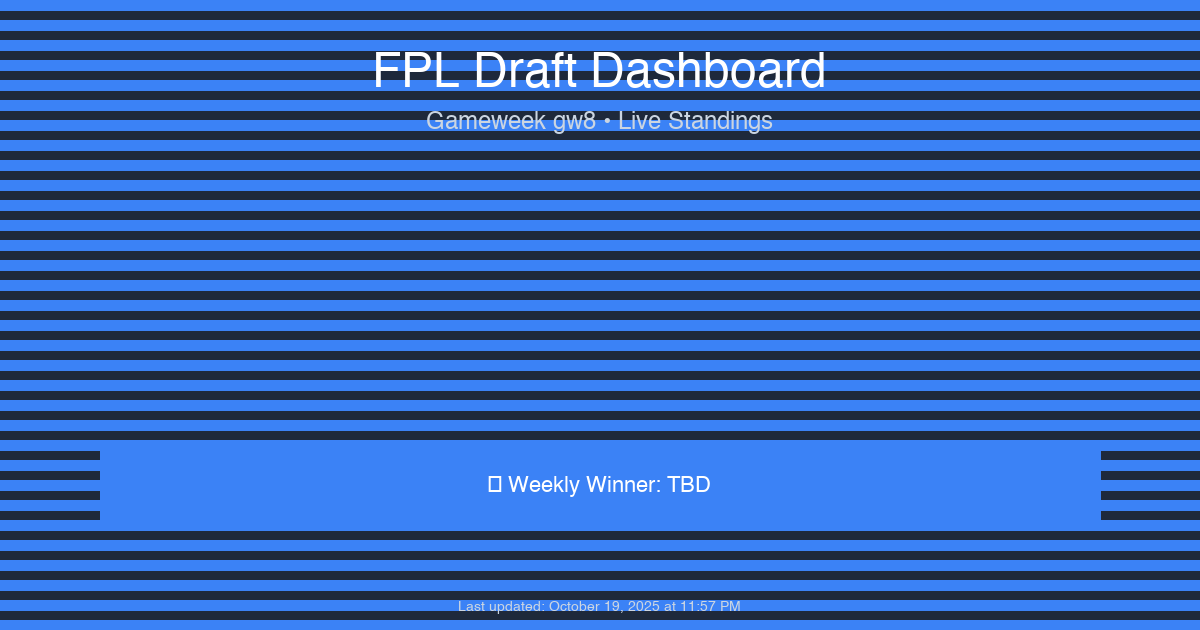 FPL Draft Dashboard
Gameweek gw8 • Live Standings
Weekly Winner: TBD
Last updated: October 19, 2025 at 11:57 PM